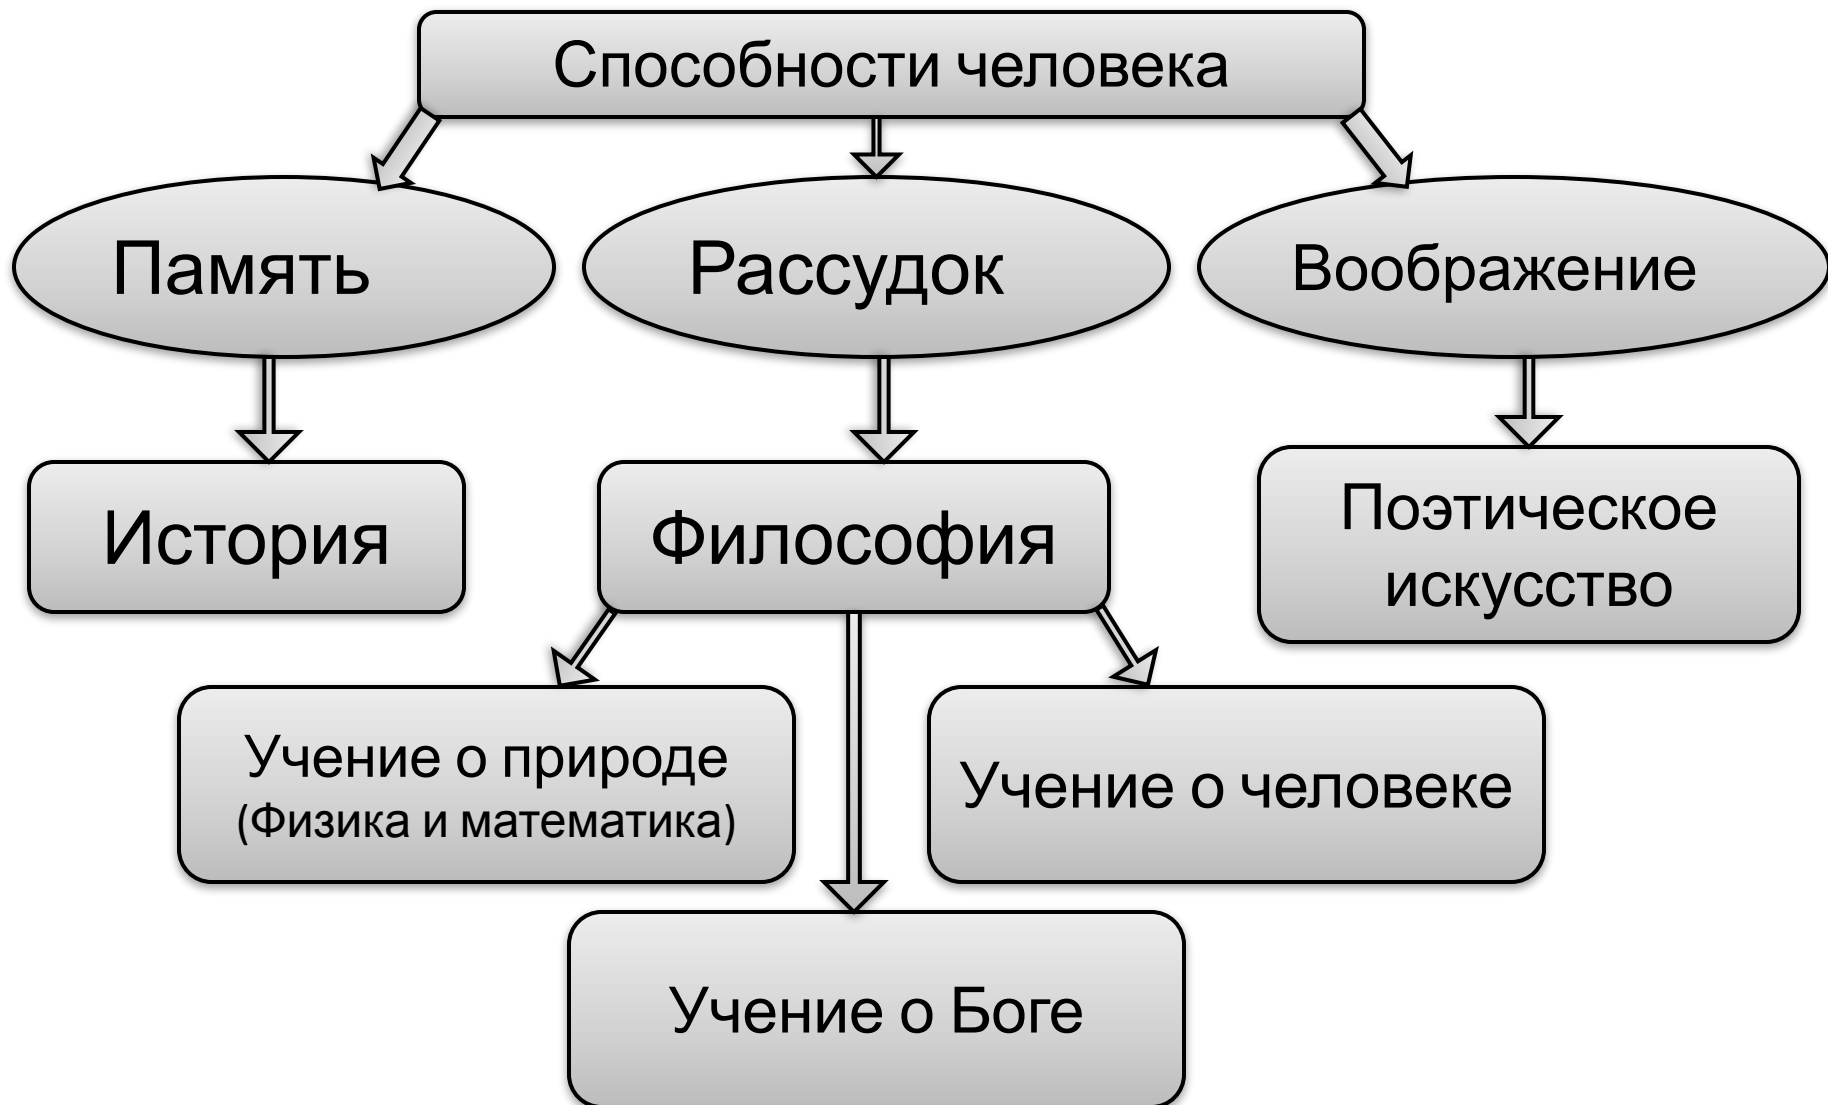 Способности человека
Память
Рассудок
Воображение
История
Философия
Поэтическое
искусство
Учение о природе
(Физика и математика)
Учение о человеке
Учение о Боге